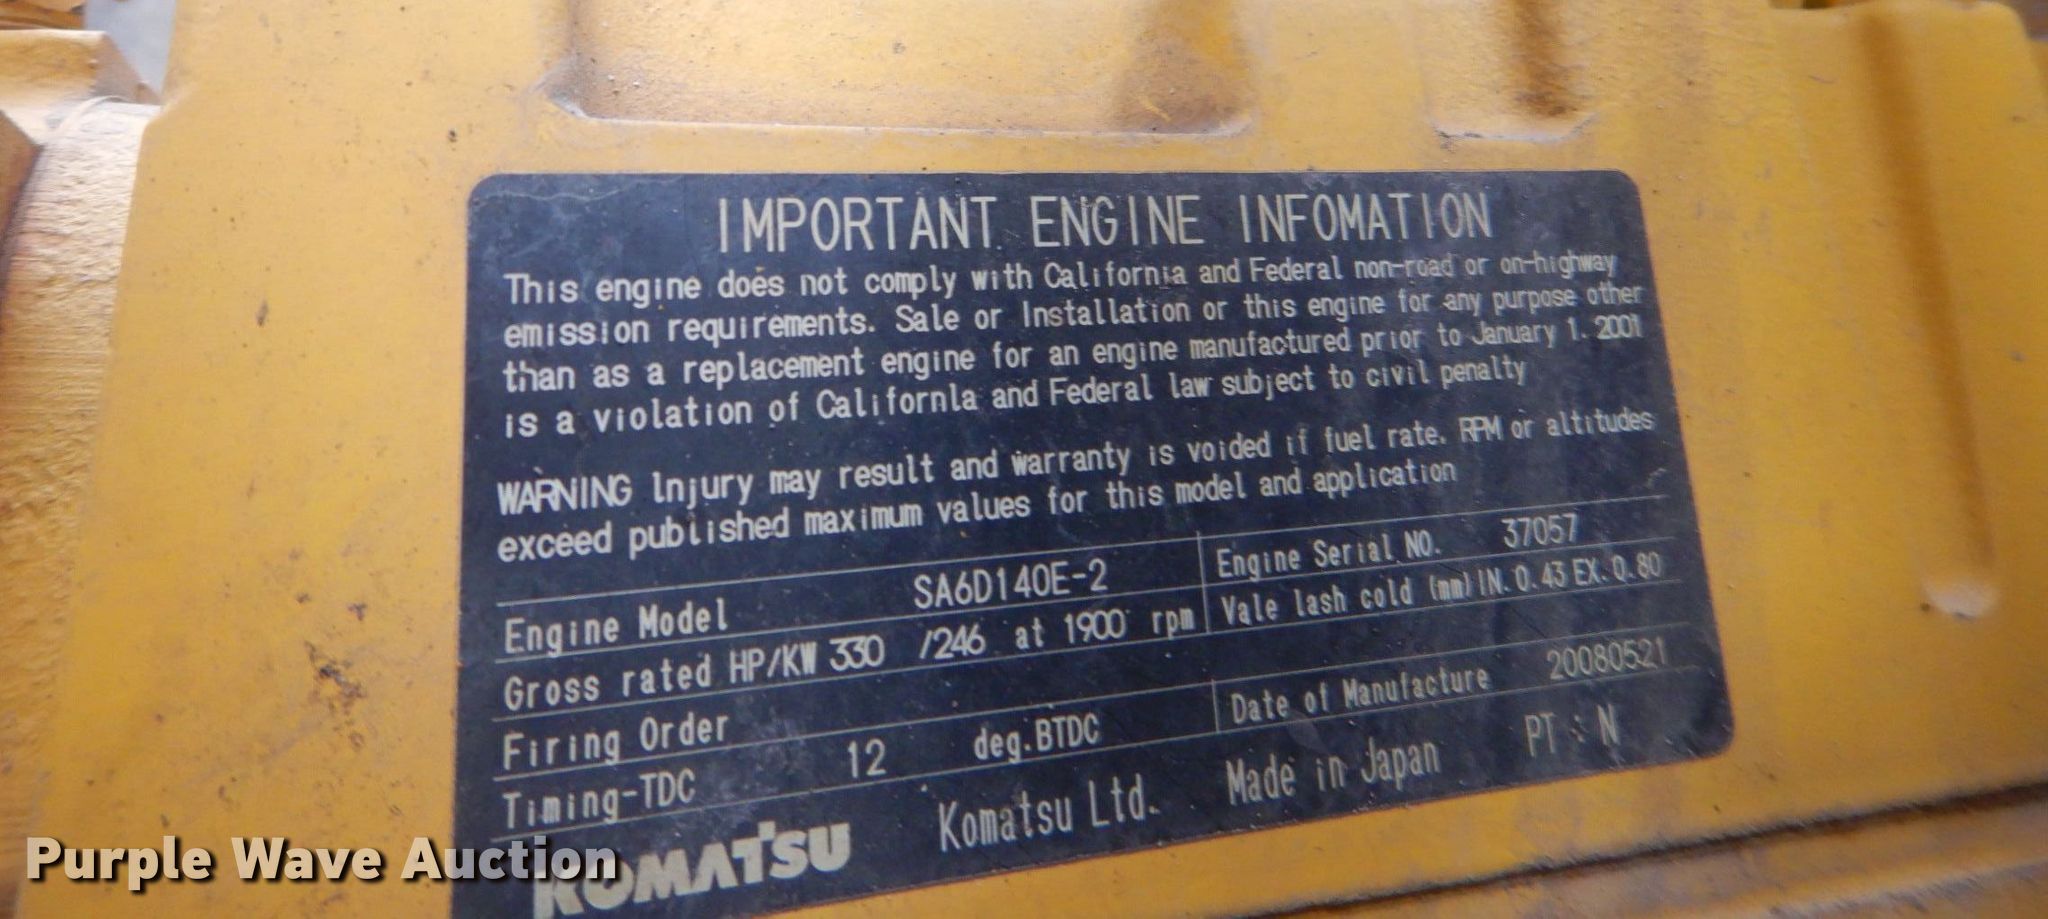 IMPORTANT ENGINE INFOMATION
This engine does not comply with California and Federal non-road or on-highway
emission requirements. Sale or Installation or this engine for any purpose other
than as a replacement engine for an engine manufactured prior to January 1. 2001
is a violation of Californla and Federal law subject to civil penalty
WARNING lnjury may result and warranty is voided if fuel rate. RPM or altitudes
exceed published maximum values for this model and application
Engine Model SA6D140E-2 Engine Serial NO. 37057
Gross rated HP/KW 330 /246 at 1900 rpm Vale lash cold (mm) IN. 0.43 EX. 0.80
Firing Order
Timing-TDC 12 deg.BTDC Date of Manufacture 20080521
KOMATSU Komatsu Ltd. Made in Japan PT : N
Purple Wave Auction